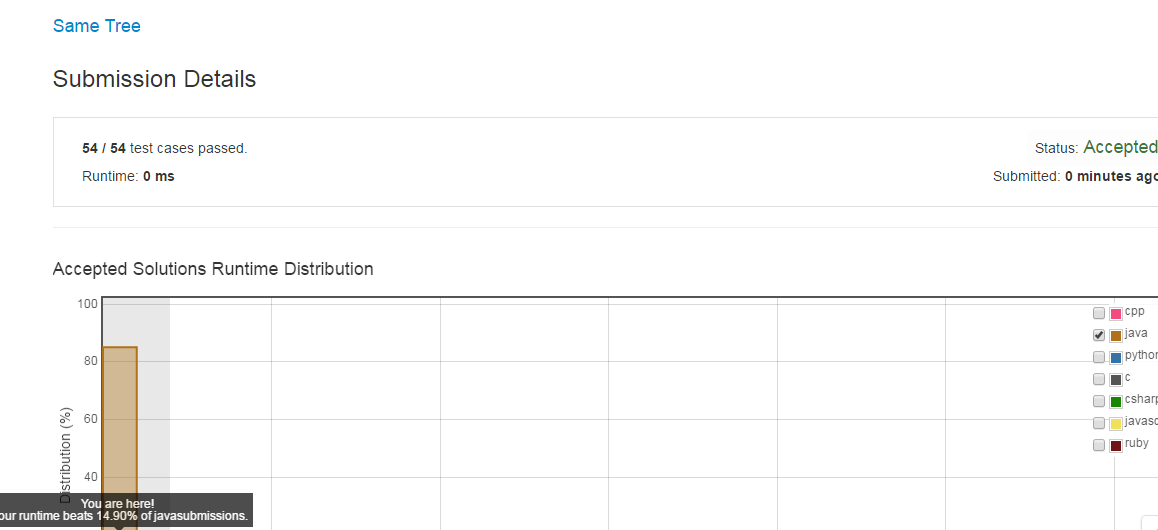 Same Tree
Submission Details
54 / 54 test cases passed.
Status: Accepted
Runtime: 0 ms
Submitted: 0 minutes ago
Accepted Solutions Runtime Distribution
100
80
60
40
Distribution (%)
cpp
java
python
c
csharp
javasc
ruby
You are here!
our runtime beats 14.90% of javasubmissions.